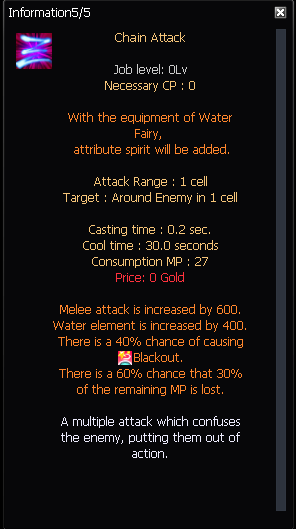 Information5/5
Chain Attack
Job level: 0Lv
Necessary CP : 0
With the equipment of Water
Fairy,
attribute spirit will be added.
Attack Range : 1 cell
Target : Around Enemy in 1 cell
Casting time : 0.2 sec.
Cool time : 30.0 seconds
Consumption MP : 27
Price: 0 Gold
Melee attack is increased by 600.
Water element is increased by 400.
There is a 40% chance of causing
Blackout.
There is a 60% chance that 30%
of the remaining MP is lost.
A multiple attack which confuses
the enemy, putting them out of
action.